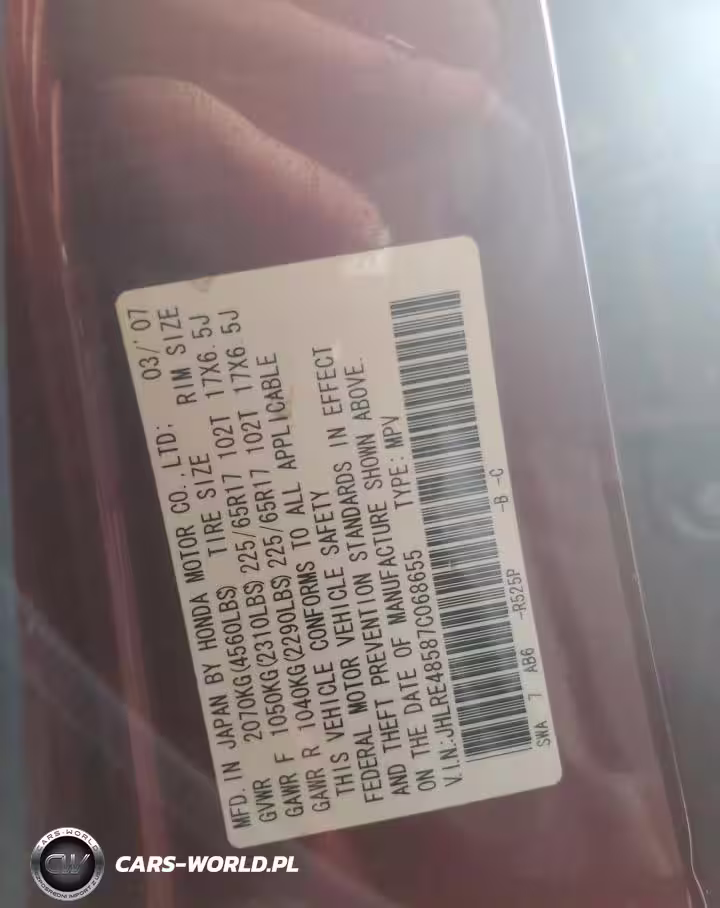 MFD. IN JAPAN BY HONDA MOTOR CO., LTD; 03/'07
GVWR 2070KG(4560LBS) TIRE SIZE RIM SIZE
GAWR F 1050KG(2310LBS) 225/65R17 102T 17X6.5J
GAWR R 1040KG(2290LBS) 225/65R17 102T 17X6.5J
THIS VEHICLE CONFORMS TO ALL APPLICABLE
FEDERAL MOTOR VEHICLE SAFETY
AND THEFT PREVENTION STANDARDS IN EFFECT
ON THE DATE OF MANUFACTURE SHOWN ABOVE.
V.I.N.:JHLRE48587C068655 TYPE: MPV
SWA 7 AB6 -R525P -B -C
CARS-WORLD
CW
CARS-WORLD.PL